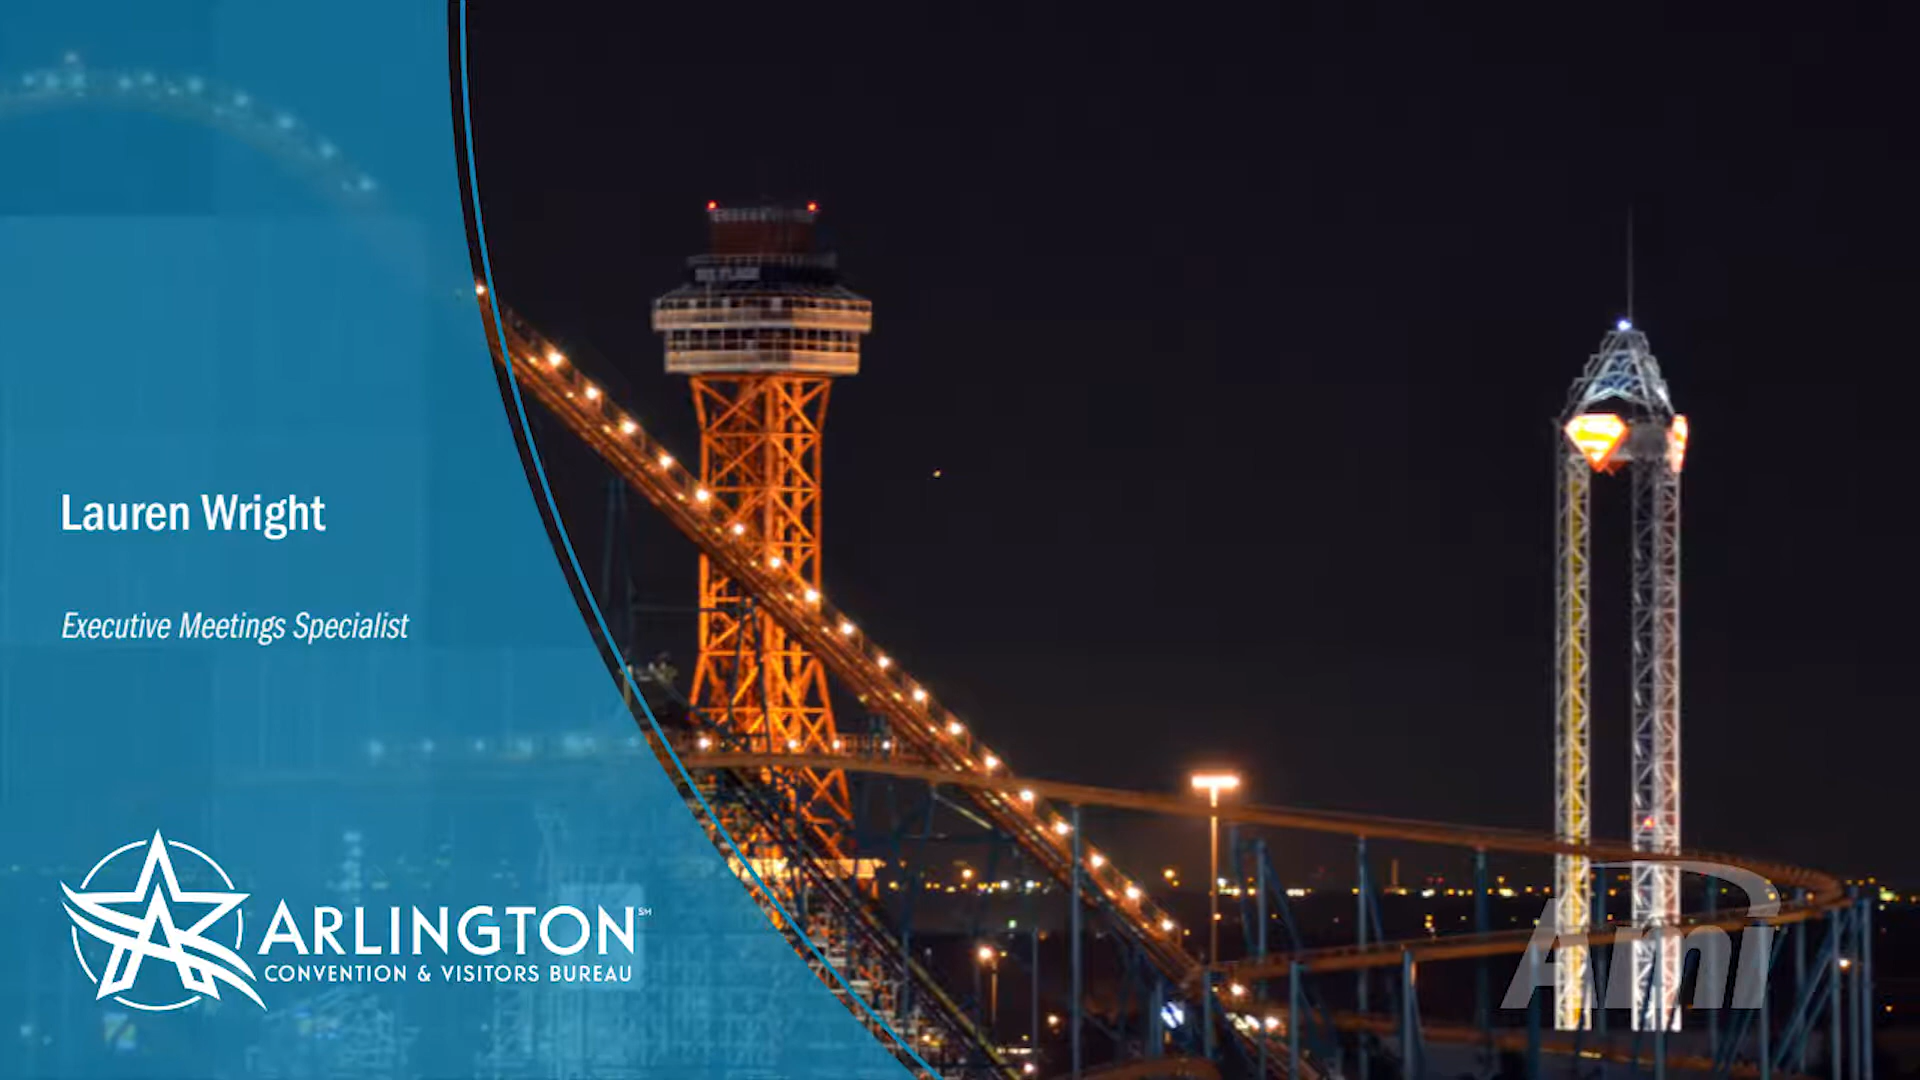 Lauren Wright
Executive Meetings Specialist
ARLINGTON℠
CONVENTION & VISITORS BUREAU
Ami